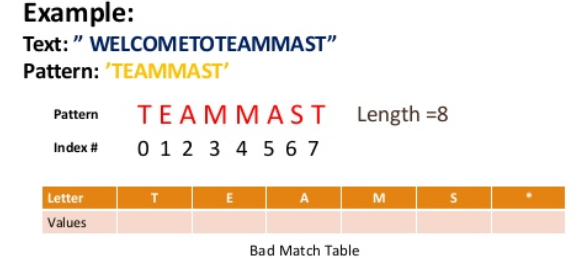 Example:
Text: ” WELCOMETOTEAMMAST”
Pattern: ’TEAMMAST’
Pattern T E A M M A S T Length =8
Index # 0 1 2 3 4 5 6 7
Letter T E A M S *
Values
Bad Match Table